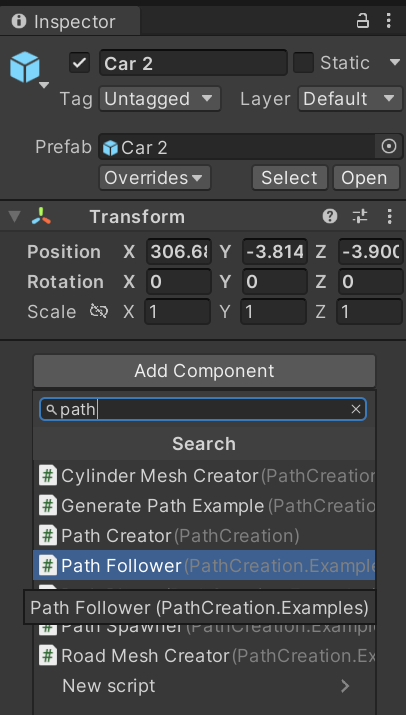 Inspector
Car 2 Static
Tag Untagged Layer Default
Prefab Car 2
Overrides Select Open
Transform
Position X 306.68 Y -3.814 Z -3.900
Rotation X 0 Y 0 Z 0
Scale X 1 Y 1 Z 1
Add Component
path
Search
Cylinder Mesh Creator (PathCreation
Generate Path Example (PathCreatio
Path Creator (PathCreation)
Path Follower (PathCreation.Example
Path Follower (PathCreation.Examples)
Path Spawner (PathCreation.Example
Road Mesh Creator (PathCreation.Ex
New script